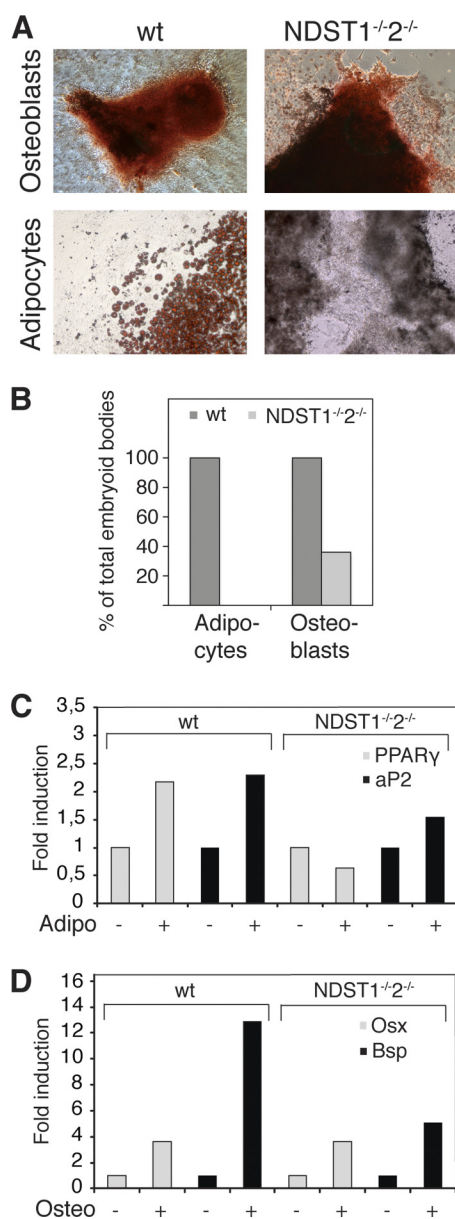 A
wt NDST1⁻/⁻2⁻/⁻
Osteoblasts
Adipocytes
B
wt NDST1⁻/⁻2⁻/⁻
% of total embryoid bodies
100
80
60
40
20
Adipo-
cytes
Osteo-
blasts
C
Fold induction
3,5
3
2,5
2
1,5
1
0,5
0
wt NDST1⁻/⁻2⁻/⁻
PPARγ
aP2
Adipo - + - + - + - +
D
Fold induction
16
14
12
10
8
6
4
2
0
wt NDST1⁻/⁻2⁻/⁻
Osx
Bsp
Osteo - + - + - + - +